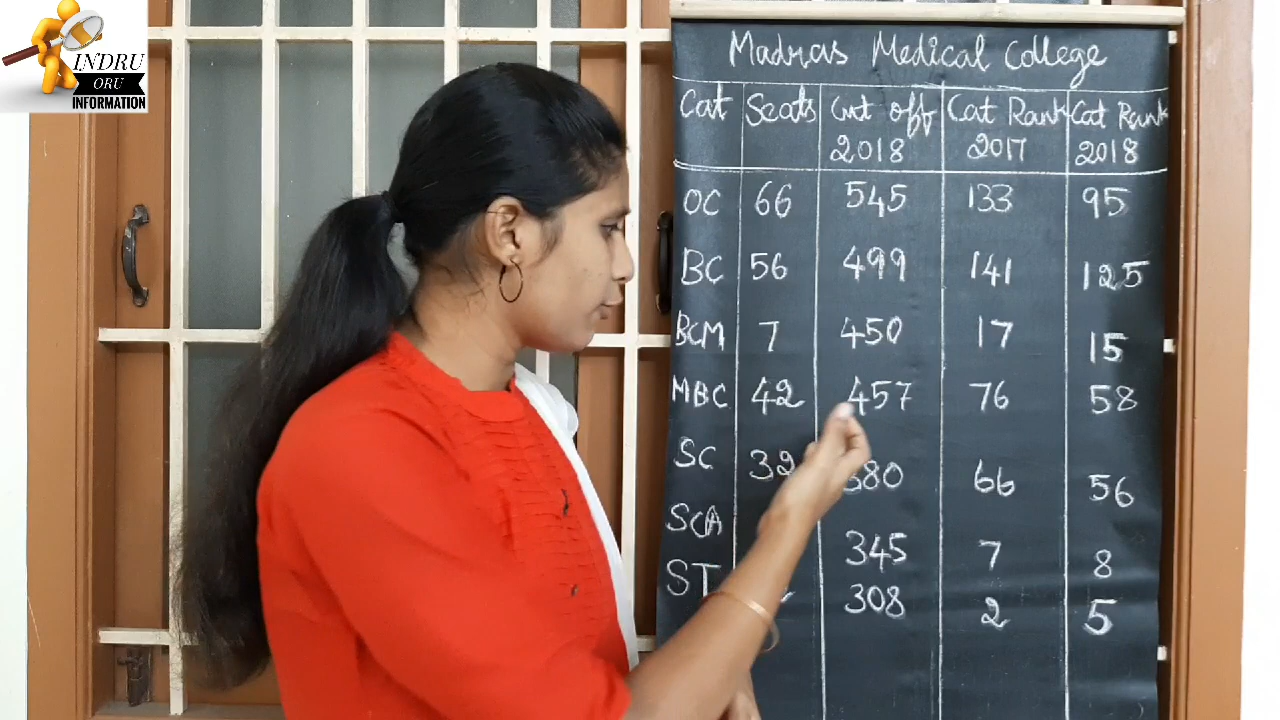 INDRU
ORU
INFORMATION
Madras Medical College
Cat Seats Cut off 2018 Cat Rank 2017 Cat Rank 2018
OC 66 545 133 95
BC 56 499 141 125
BCM 7 450 17 15
MBC 42 457 76 58
SC 32 380 66 56
SCA 345 7 8
ST 308 2 5